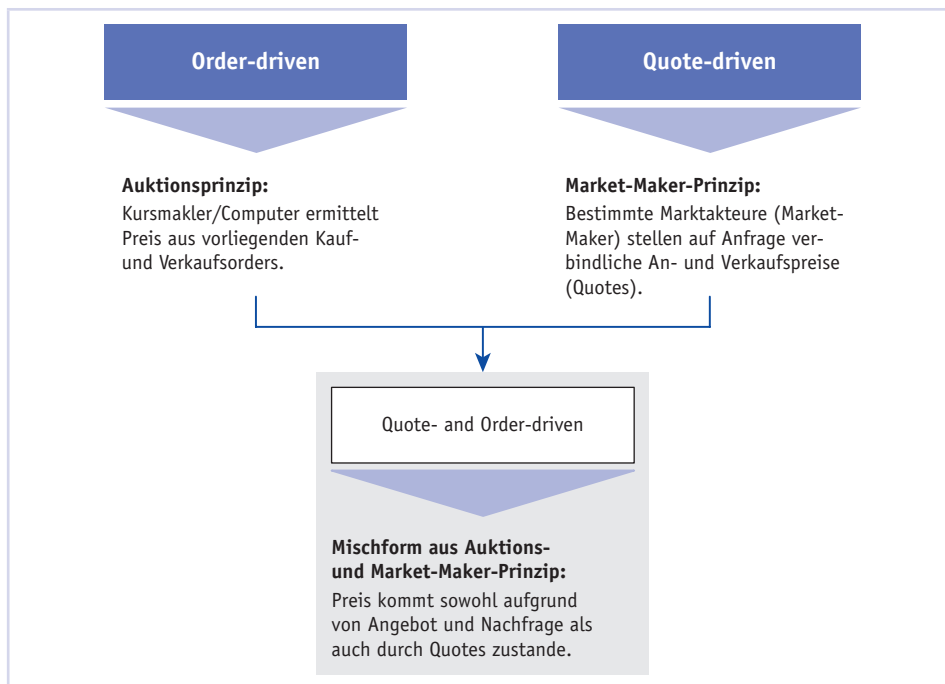 Order-driven
Quote-driven
Auktionsprinzip:
Kursmakler/Computer ermittelt
Preis aus vorliegenden Kauf-
und Verkaufsorders.
Market-Maker-Prinzip:
Bestimmte Marktakteure (Market-
Maker) stellen auf Anfrage ver-
bindliche An- und Verkaufspreise
(Quotes).
Quote- and Order-driven
Mischform aus Auktions-
und Market-Maker-Prinzip:
Preis kommt sowohl aufgrund
von Angebot und Nachfrage als
auch durch Quotes zustande.